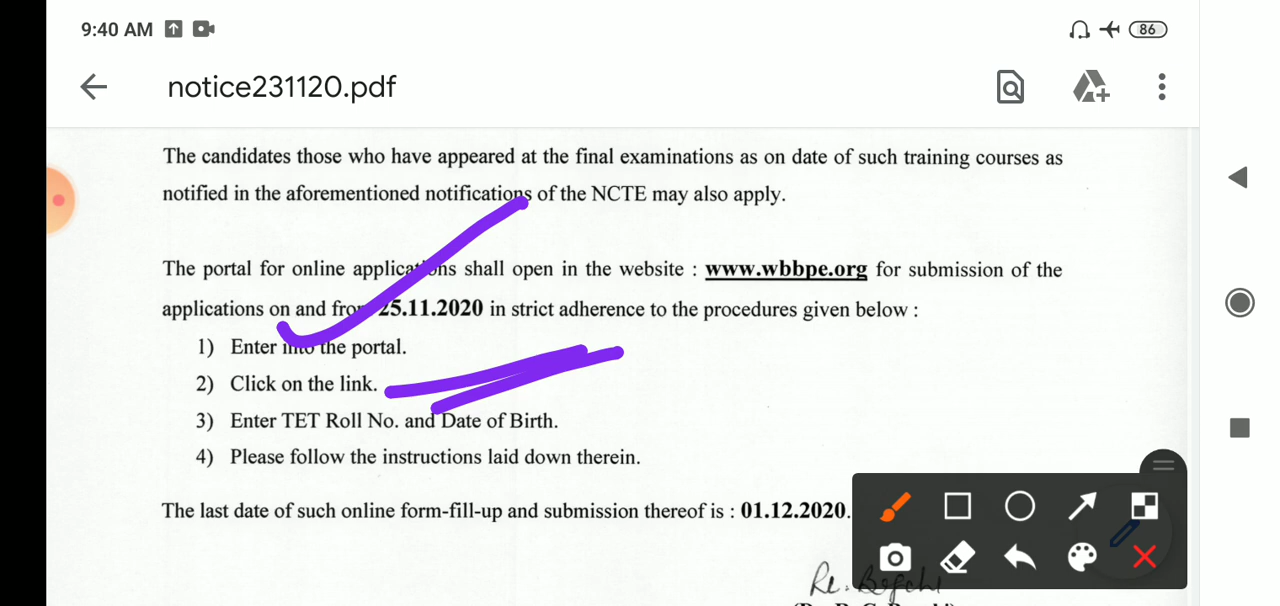 9:40 AM 86
notice231120.pdf
The candidates those who have appeared at the final examinations as on date of such training courses as
notified in the aforementioned notifications of the NCTE may also apply.
The portal for online applications shall open in the website : www.wbbpe.org for submission of the
applications on and from 25.11.2020 in strict adherence to the procedures given below :
1) Enter into the portal.
2) Click on the link.
3) Enter TET Roll No. and Date of Birth.
4) Please follow the instructions laid down therein.
The last date of such online form-fill-up and submission thereof is : 01.12.2020.